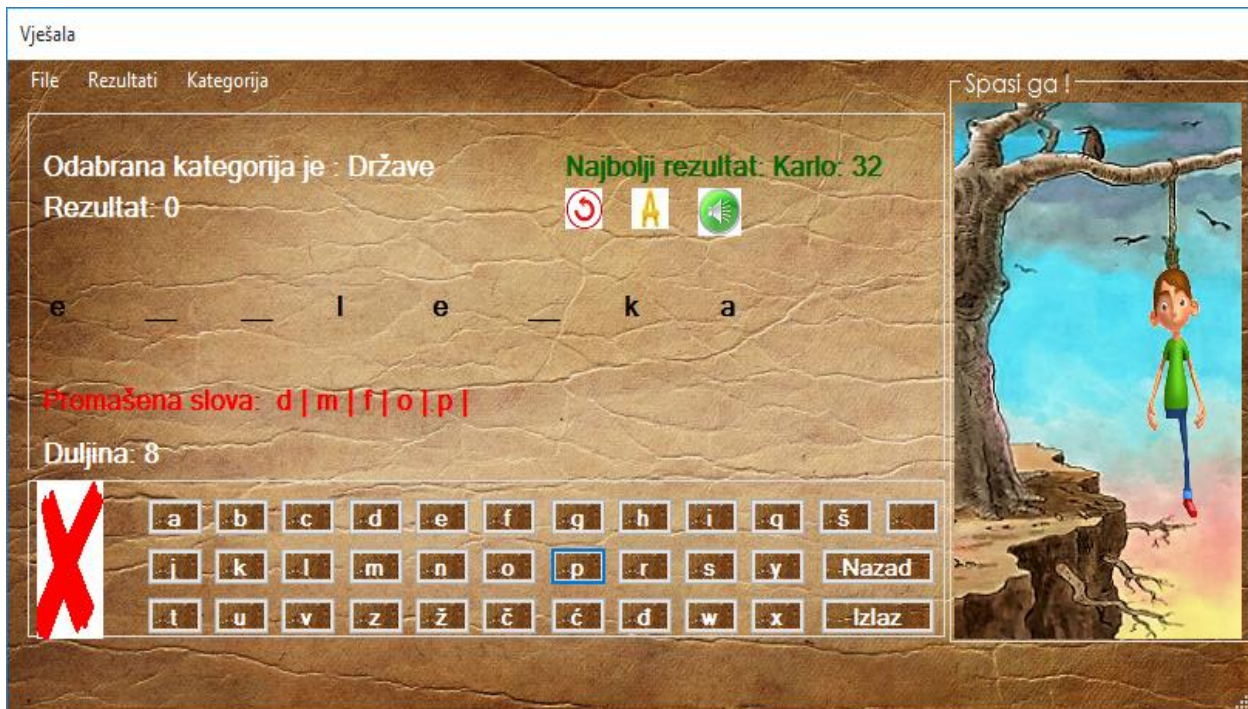 Vješala
File Rezultati Kategorija
Spasi ga !
Odabrana kategorija je : Države
Najbolji rezultat: Karlo: 32
Rezultat: 0
e __ __ l e __ k a
Promašena slova: d | m | f | o | p |
Duljina: 8
a b c d e f g h i q š
j k l m n o p r s y Nazad
t u v z ž č ć đ w x Izlaz